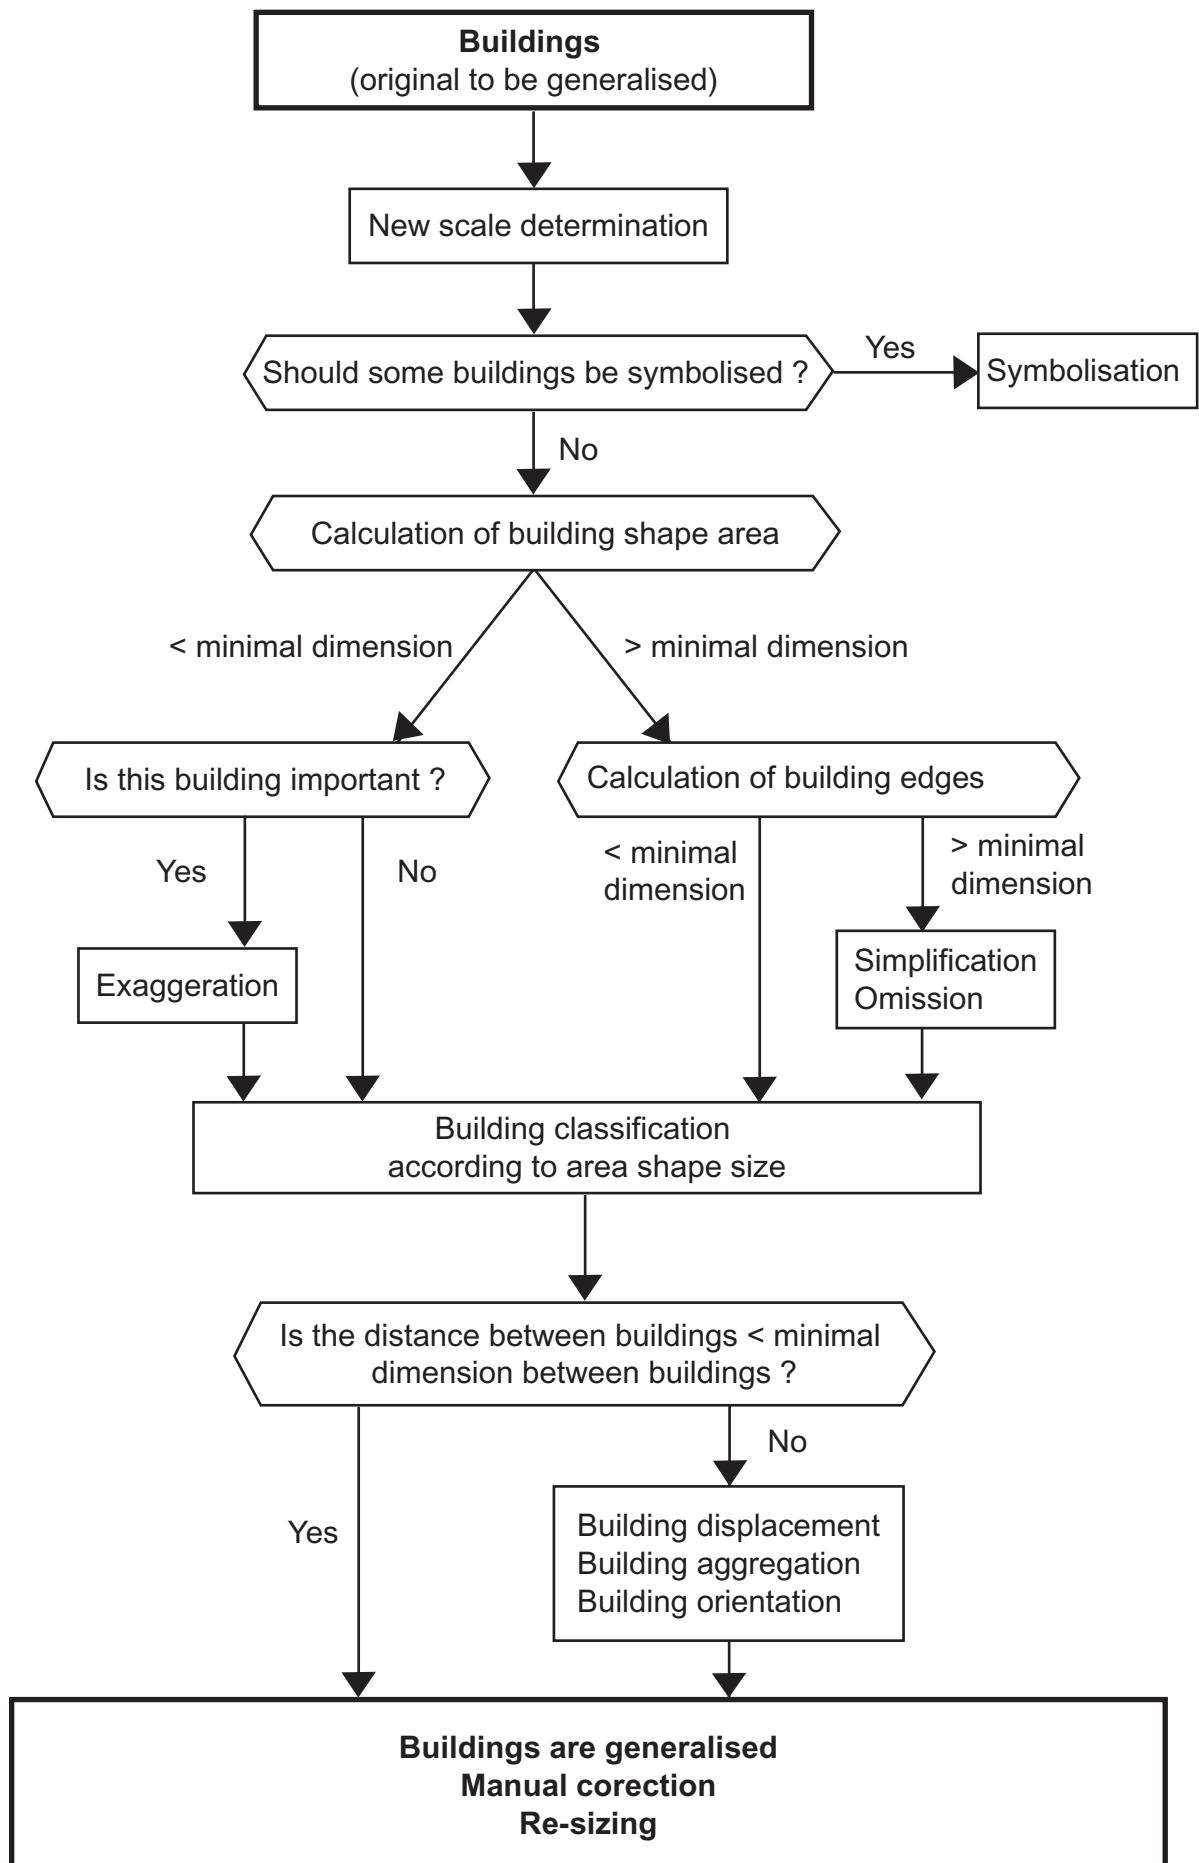 Buildings
(original to be generalised)
New scale determination
Should some buildings be symbolised ?
Yes
Symbolisation
No
Calculation of building shape area
< minimal dimension
> minimal dimension
Is this building important ?
Calculation of building edges
Yes
No
< minimal
dimension
> minimal
dimension
Exaggeration
Simplification
Omission
Building classification
according to area shape size
Is the distance between buildings < minimal
dimension between buildings ?
No
Yes
Building displacement
Building aggregation
Building orientation
Buildings are generalised
Manual corection
Re-sizing